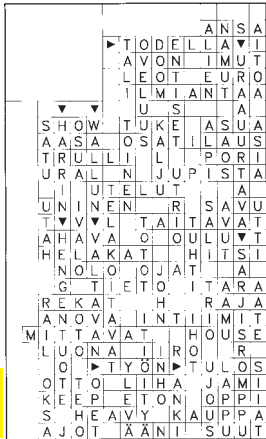 ANSA
▶TODELLA▼I
AVON IMUT
LEOT EURO
ILMIANTAA
▼ ▼ U S A A
SHOW TUKE ASUA
AASA OSATILAUS
TRULLI L PORI
URAL N JUPISTA
I UTELUT A
UNINEN R SAVU
T▼V▼L TAITAVAT
AHAVA O OULU▼T
HELAKAT HITSI
NOLO OJAT A
G TIETO ITARA
REKAT H RAJA
ANOVA INTIIMIT
MITTAVAT HOUSE
LUONA IIRO R
O ▶TYÖN▶TULOS
OTTO LIHA JAMI
KEEP ETON OPPI
S HEAVY KAUPPA
AJOT ÄÄNI SUUT